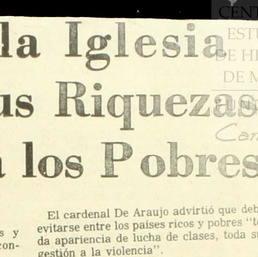 la Iglesia
us Riquezas
a los Pobres
El cardenal De Araujo advirtió que deb
evitarse entre los países ricos y pobres "t
da apariencia de lucha de clases, toda su
gestión a la violencia".
s y
con-
CEN
ESTU
DE H
DE M